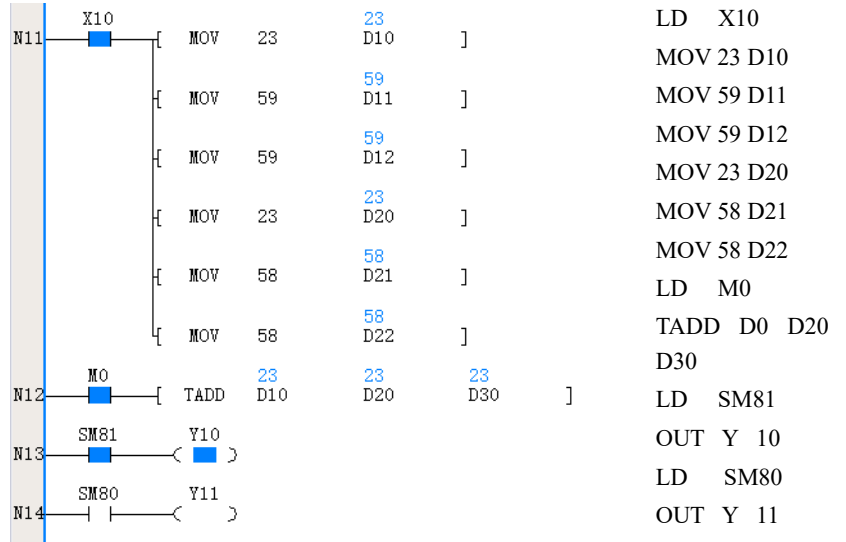 X10
23
N11 MOV 23 D10
59
MOV 59 D11
59
MOV 59 D12
23
MOV 23 D20
58
MOV 58 D21
58
MOV 58 D22
M0 23 23 23
N12 TADD D10 D20 D30
SM81 Y10
N13
SM80 Y11
N14
LD X10
MOV 23 D10
MOV 59 D11
MOV 59 D12
MOV 23 D20
MOV 58 D21
MOV 58 D22
LD M0
TADD D0 D20
D30
LD SM81
OUT Y 10
LD SM80
OUT Y 11